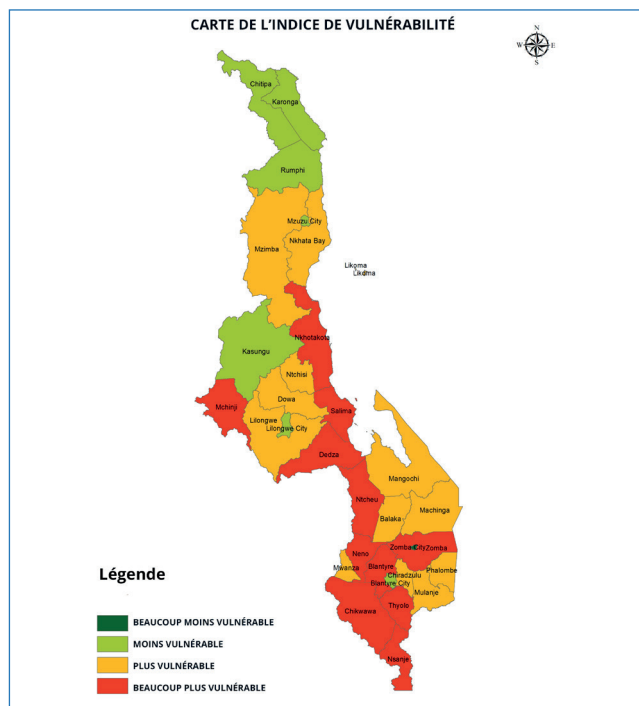 CARTE DE L'INDICE DE VULNÉRABILITÉ
N
W
E
S
Chitipa
Karonga
Rumphi
Mzuzu City
Nkhata Bay
Mzimba
Likoma
Likoma
Nkhotakota
Kasungu
Ntchisi
Dowa
Mchinji
Lilongwe
Lilongwe City
Salima
Dedza
Mangochi
Ntcheu
Machinga
Balaka
Zomba City
Zomba
Neno
Blantyre
Mwanza
Phalombe
Chiradzulu
Blantyre City
Mulanje
Chikwawa
Thyolo
Nsanje
Légende
BEAUCOUP MOINS VULNÉRABLE
MOINS VULNÉRABLE
PLUS VULNÉRABLE
BEAUCOUP PLUS VULNÉRABLE